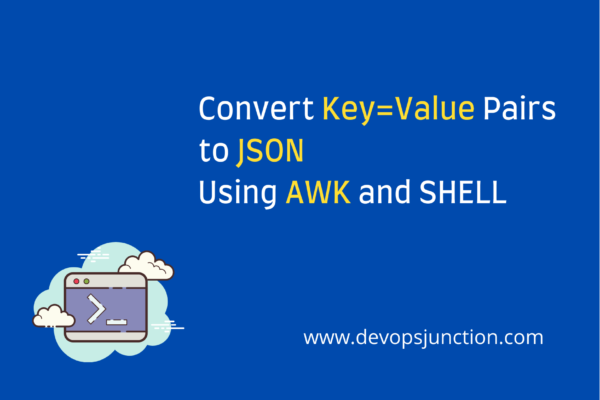 Convert Key=Value Pairs
to JSON
Using AWK and SHELL
www.devopsjunction.com